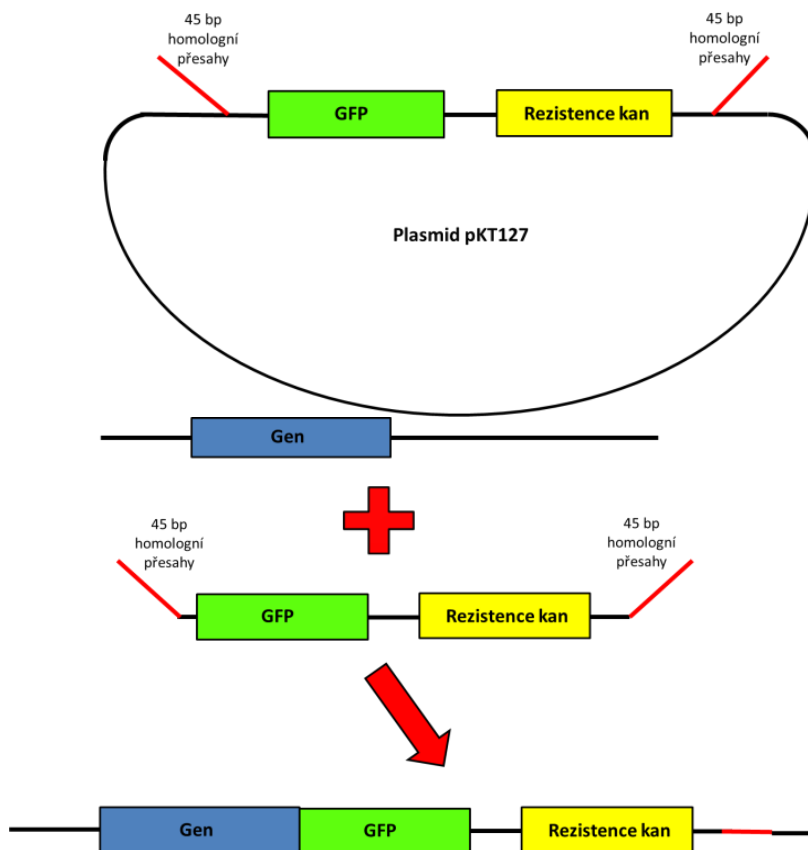 45 bp
homologní
přesahy
45 bp
homologní
přesahy
GFP
Rezistence kan
Plasmid pKT127
Gen
45 bp
homologní
přesahy
45 bp
homologní
přesahy
GFP
Rezistence kan
Gen
GFP
Rezistence kan